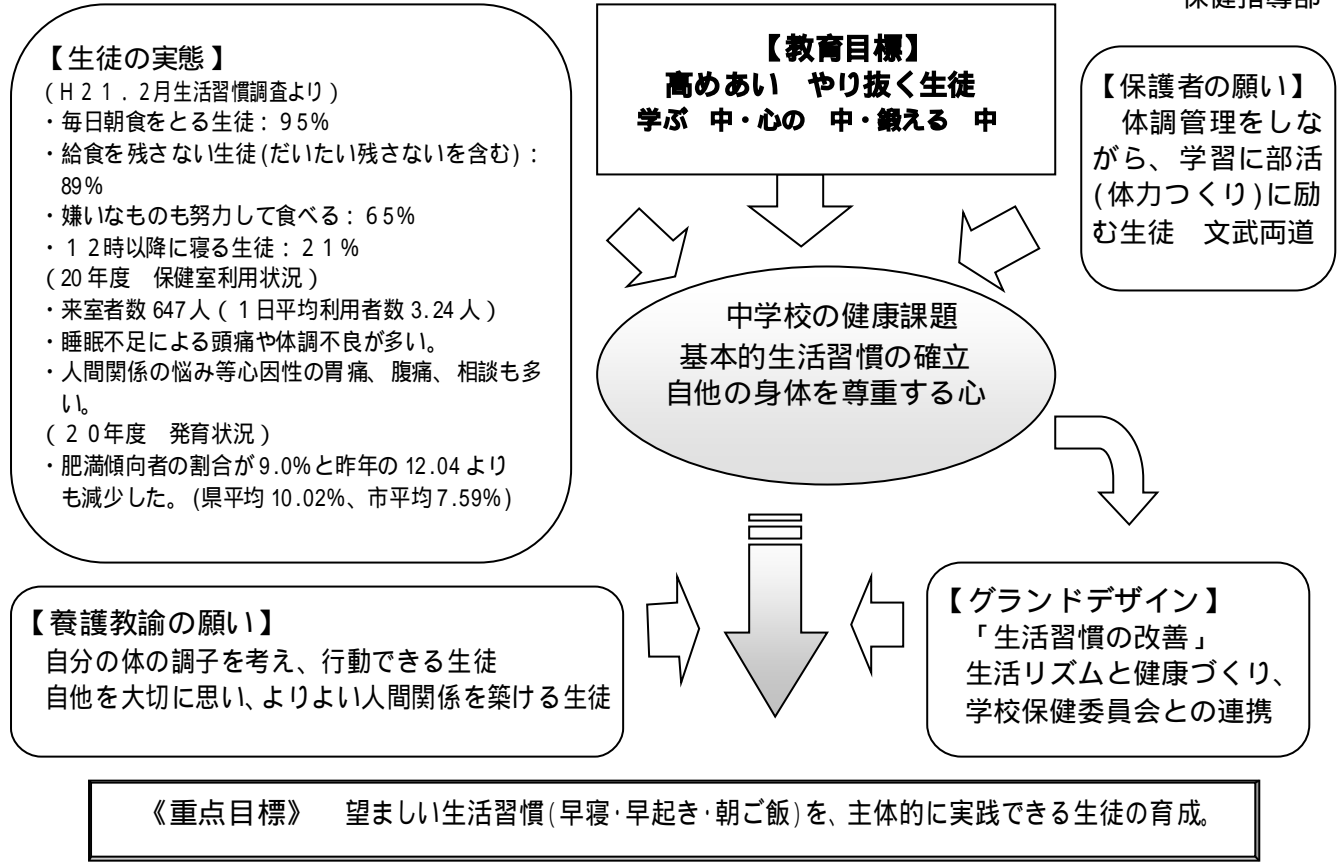 保健指導部
【生徒の実態】
(H21.2月生活習慣調査より)
・毎日朝食をとる生徒:95%
・給食を残さない生徒(だいたい残さないを含む):
89%
・嫌いなものも努力して食べる:65%
・12時以降に寝る生徒:21%
(20年度 保健室利用状況)
・来室者数647人(1日平均利用者数3.24人)
・睡眠不足による頭痛や体調不良が多い。
・人間関係の悩み等心因性の胃痛、腹痛、相談も多
い。
(20年度 発育状況)
・肥満傾向者の割合が9.0%と昨年の12.04より
も減少した。(県平均10.02%、市平均7.59%)
【教育目標】
高めあい やり抜く生徒
学ぶ 中・心の 中・鍛える 中
【保護者の願い】
体調管理をしな
がら、学習に部活
(体力つくり)に励
む生徒 文武両道
中学校の健康課題
基本的生活習慣の確立
自他の身体を尊重する心
【養護教諭の願い】
自分の体の調子を考え、行動できる生徒
自他を大切に思い、よりよい人間関係を築ける生徒
【グランドデザイン】
「生活習慣の改善」
生活リズムと健康づくり、
学校保健委員会との連携
《重点目標》 望ましい生活習慣(早寝・早起き・朝ご飯)を、主体的に実践できる生徒の育成。